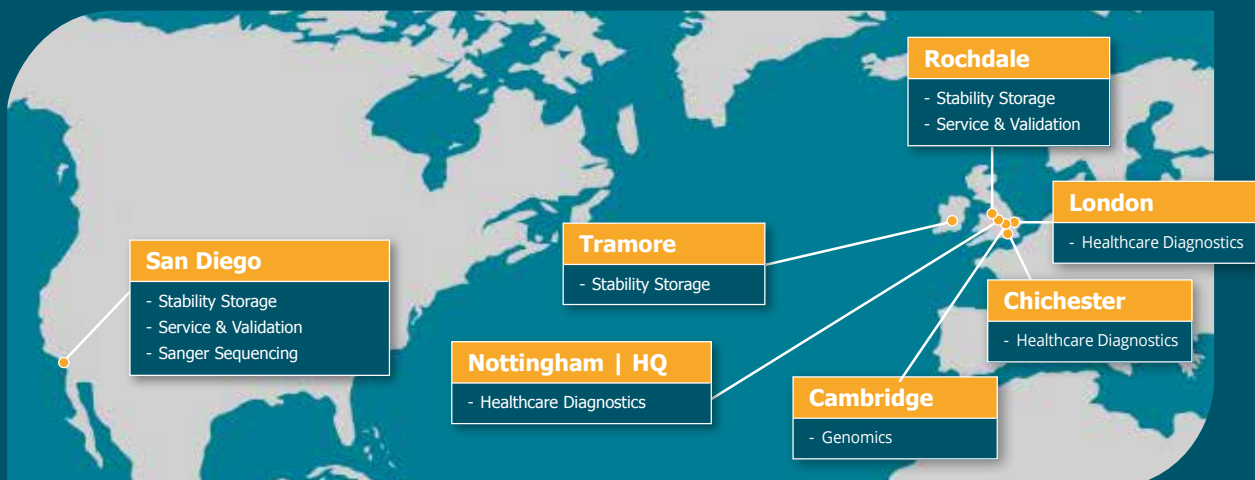 Rochdale
- Stability Storage
- Service & Validation
London
- Healthcare Diagnostics
Tramore
- Stability Storage
San Diego
- Stability Storage
- Service & Validation
- Sanger Sequencing
Chichester
- Healthcare Diagnostics
Nottingham | HQ
- Healthcare Diagnostics
Cambridge
- Genomics